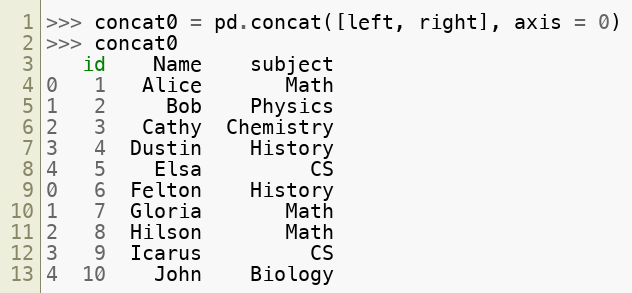 1 >>> concat0 = pd.concat([left, right], axis = 0)
2 >>> concat0
3    id    Name    subject
4 0   1   Alice       Math
5 1   2     Bob    Physics
6 2   3   Cathy  Chemistry
7 3   4  Dustin    History
8 4   5    Elsa         CS
9 0   6  Felton    History
10 1   7  Gloria       Math
11 2   8  Hilson       Math
12 3   9  Icarus         CS
13 4  10    John    Biology